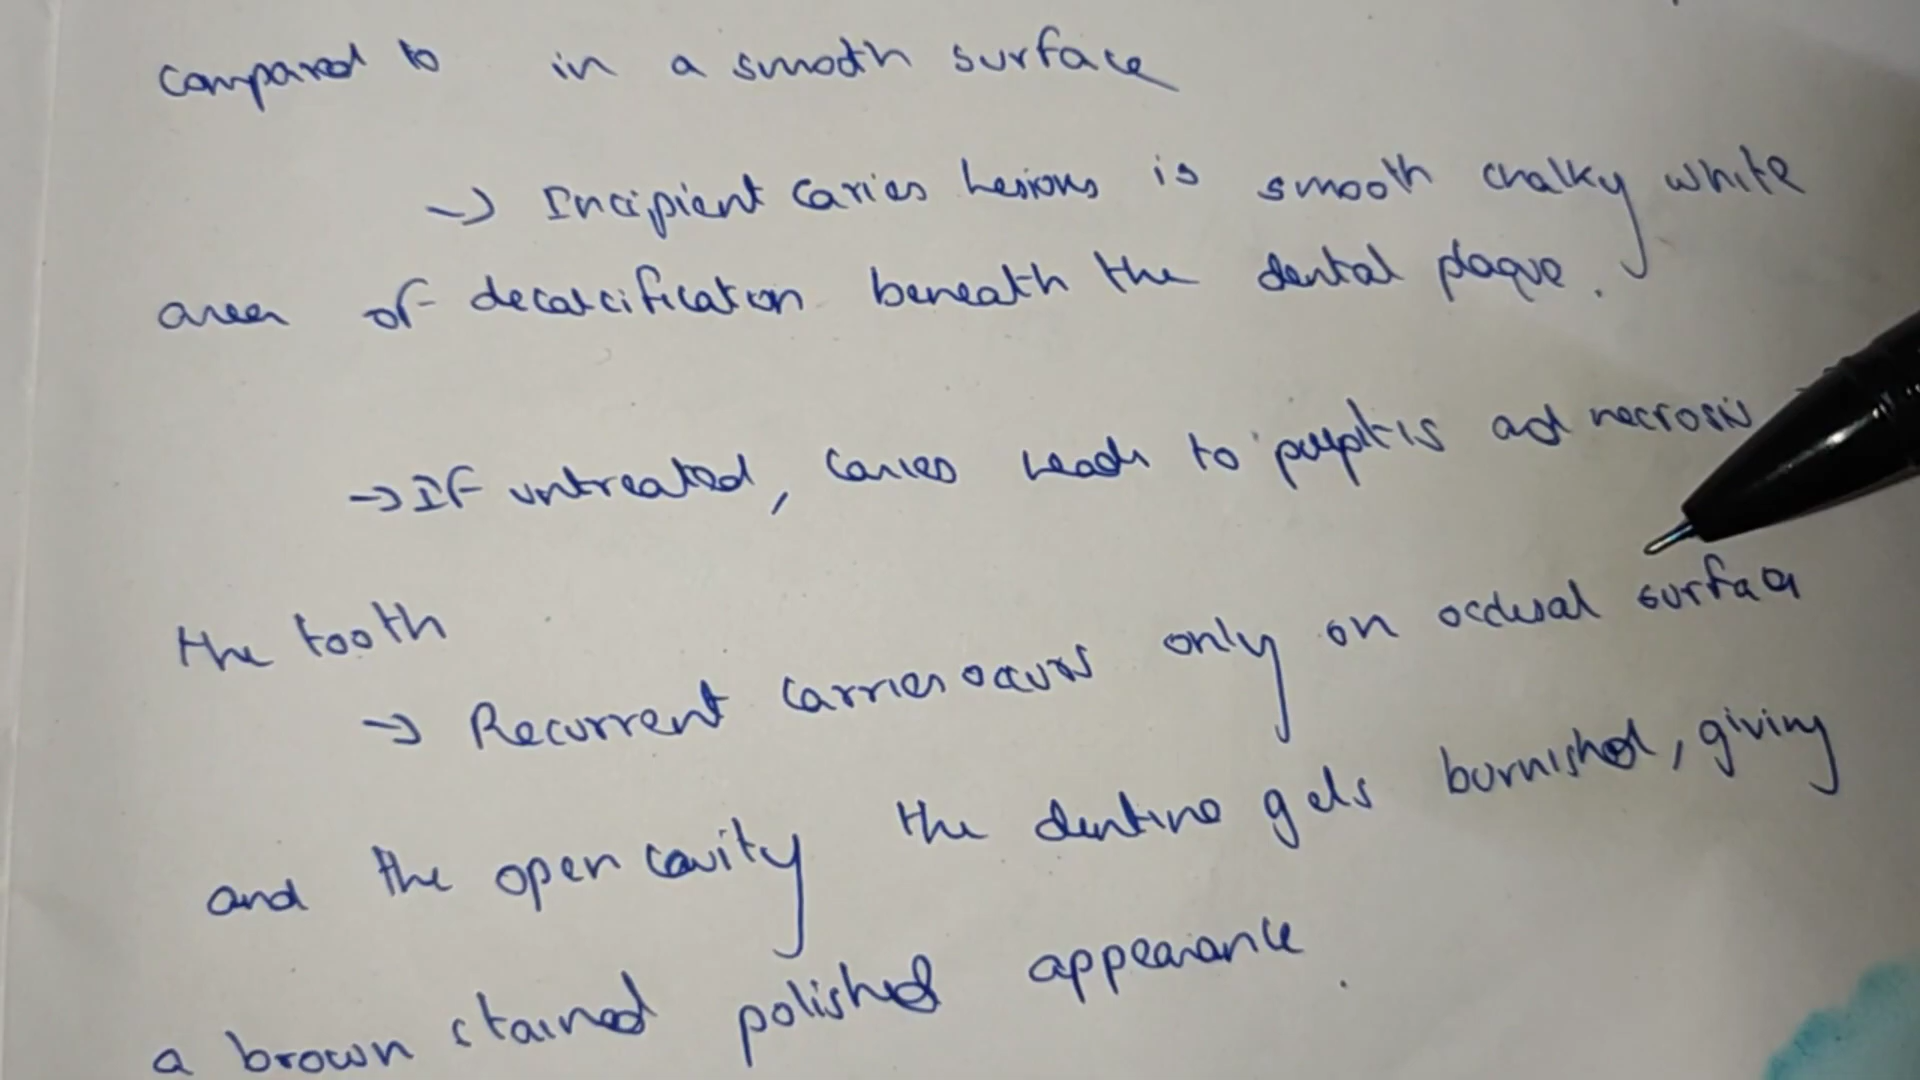 compared to in a smooth surface
→ Incipient caries lesions is smooth chalky white
area of decalcification beneath the dental plaque.
→ If untreated, caries leads to pulpitis and necrosis
the tooth
→ Recurrent carries occurs only on occlusal surface
and the open cavity the dentine gets burnished, giving
a brown stained polished appearance.